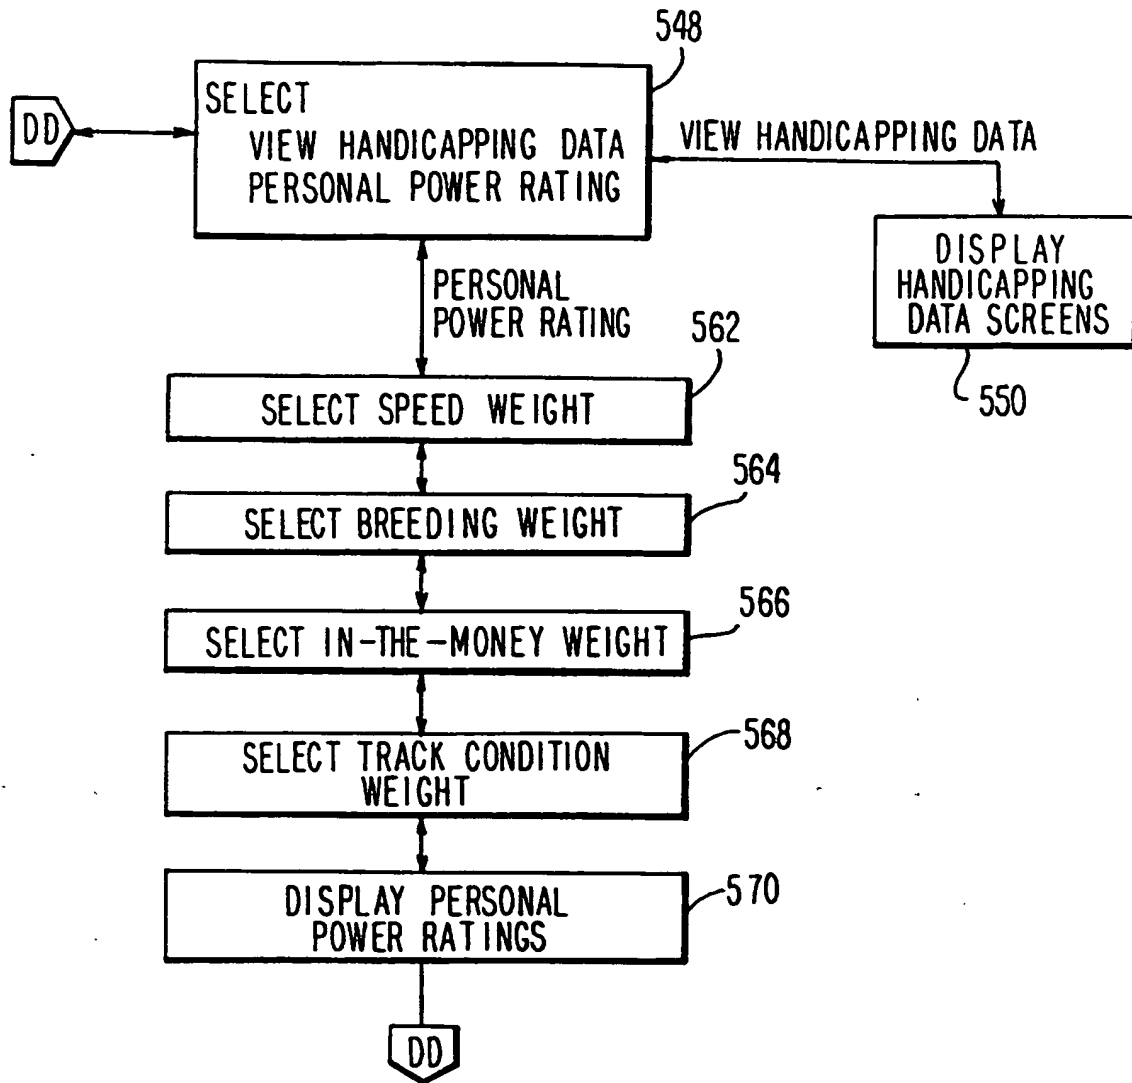 548
SELECT
VIEW HANDICAPPING DATA
PERSONAL POWER RATING
DD
VIEW HANDICAPPING DATA
DISPLAY
HANDICAPPING
DATA SCREENS
550
PERSONAL
POWER RATING
562
SELECT SPEED WEIGHT
564
SELECT BREEDING WEIGHT
566
SELECT IN-THE-MONEY WEIGHT
568
SELECT TRACK CONDITION
WEIGHT
570
DISPLAY PERSONAL
POWER RATINGS
DD